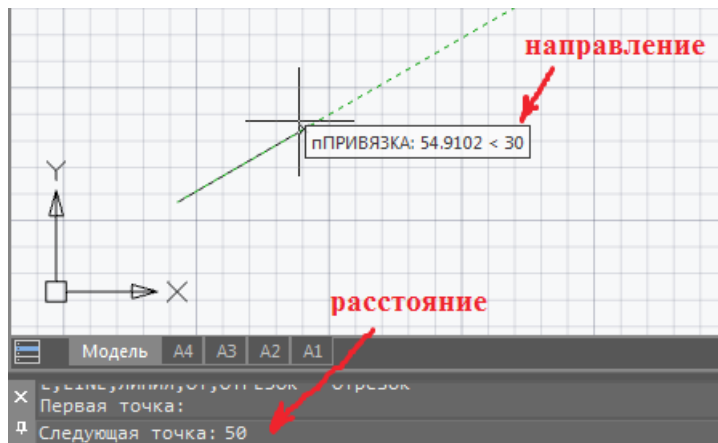 направление
пПРИВЯЗКА: 54.9102 < 30
Y
X
расстояние
Модель A4 A3 A2 A1
Первая точка:
Следующая точка: 50